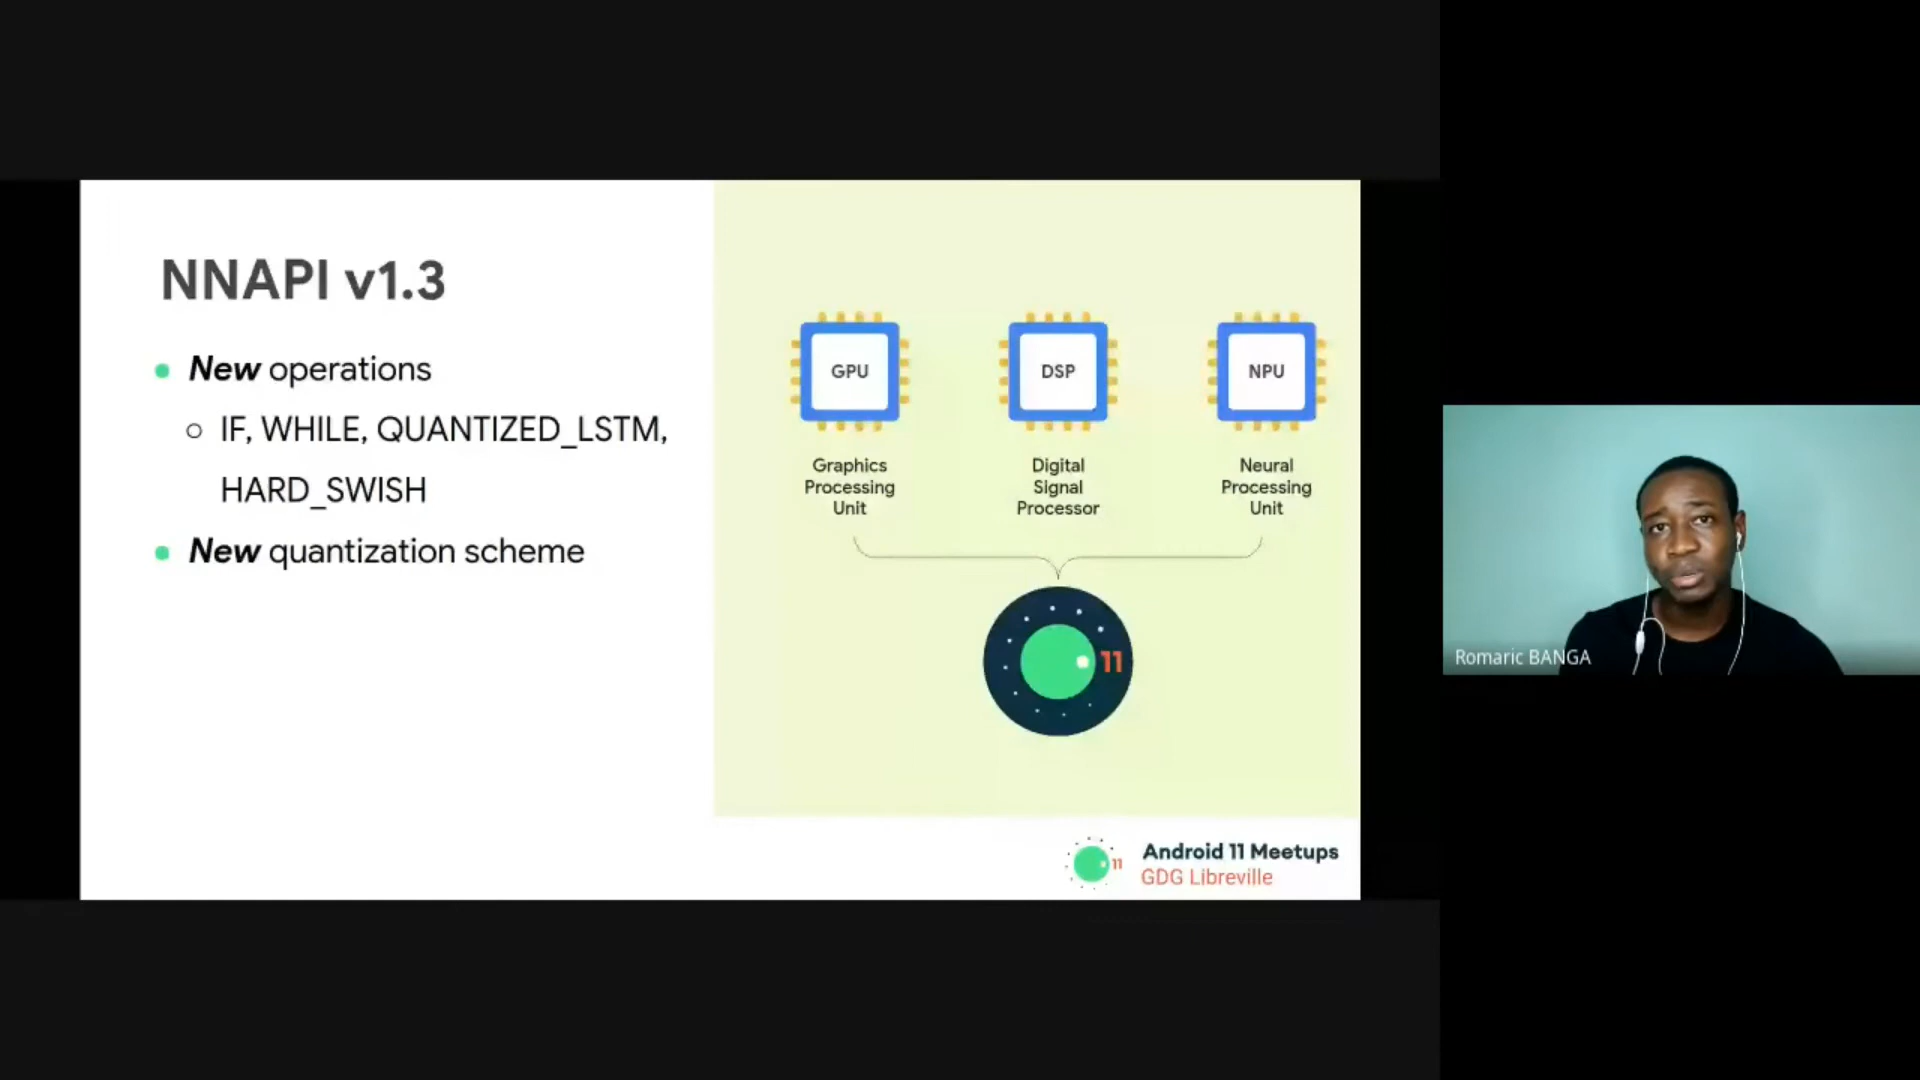 NNAPI v1.3
New operations
IF, WHILE, QUANTIZED_LSTM,
HARD_SWISH
New quantization scheme
GPU
DSP
NPU
Graphics
Processing
Unit
Digital
Signal
Processor
Neural
Processing
Unit
11
11
Android 11 Meetups
GDG Libreville
Romaric BANGA